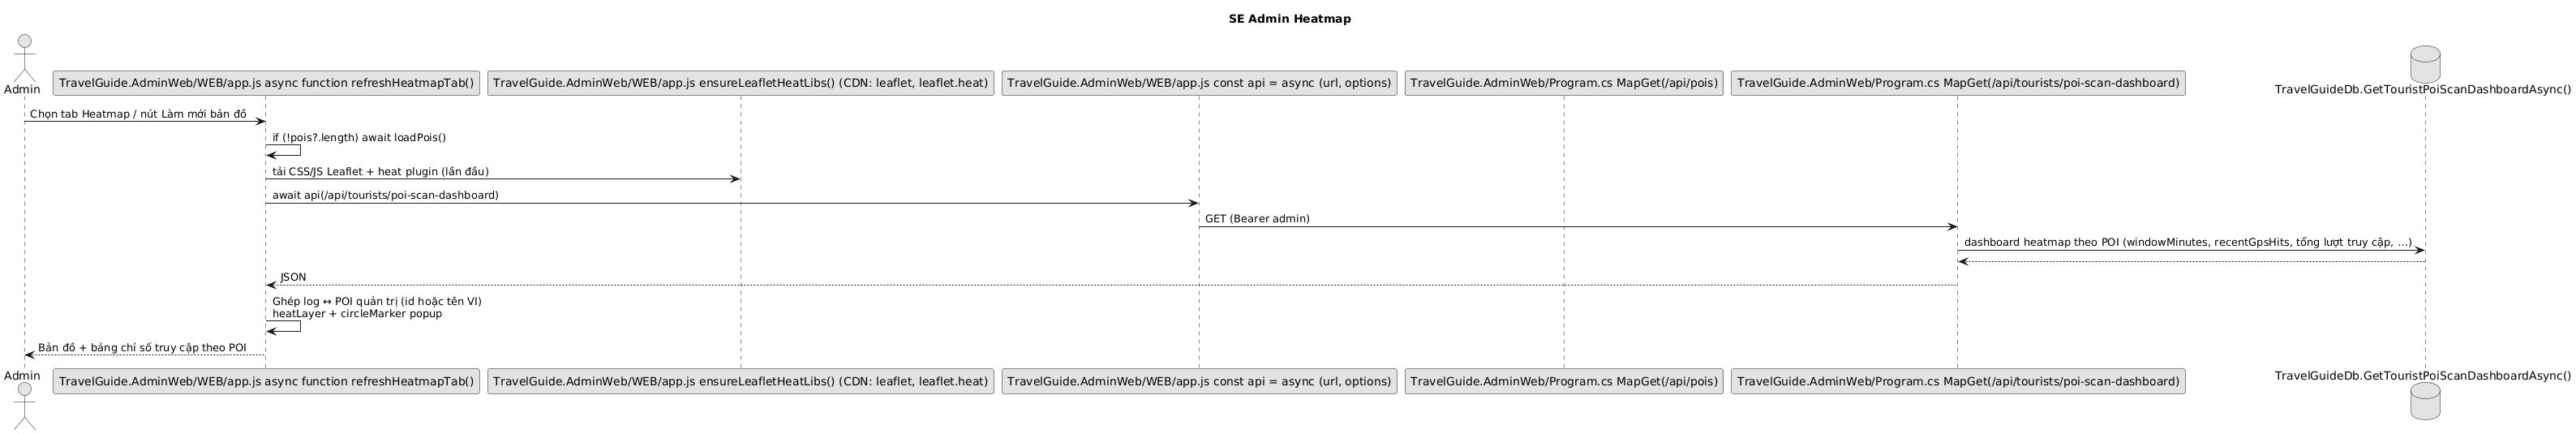 SE Admin Heatmap
Admin
TravelGuide.AdminWeb/WEB/app.js async function refreshHeatmapTab()
TravelGuide.AdminWeb/WEB/app.js ensureLeafletHeatLibs() (CDN: leaflet, leaflet.heat)
TravelGuide.AdminWeb/WEB/app.js const api = async (url, options)
TravelGuide.AdminWeb/Program.cs MapGet(/api/pois)
TravelGuide.AdminWeb/Program.cs MapGet(/api/tourists/poi-scan-dashboard)
TravelGuideDb.GetTouristPoiScanDashboardAsync()
Chọn tab Heatmap / nút Làm mới bản đồ
if (!pois?.length) await loadPois()
tải CSS/JS Leaflet + heat plugin (lần đầu)
await api(/api/tourists/poi-scan-dashboard)
GET (Bearer admin)
dashboard heatmap theo POI (windowMinutes, recentGpsHits, tổng lượt truy cập, ...)
JSON
Ghép log ↔ POI quản trị (id hoặc tên VI)
heatLayer + circleMarker popup
Bản đồ + bảng chỉ số truy cập theo POI
Admin
TravelGuide.AdminWeb/WEB/app.js async function refreshHeatmapTab()
TravelGuide.AdminWeb/WEB/app.js ensureLeafletHeatLibs() (CDN: leaflet, leaflet.heat)
TravelGuide.AdminWeb/WEB/app.js const api = async (url, options)
TravelGuide.AdminWeb/Program.cs MapGet(/api/pois)
TravelGuide.AdminWeb/Program.cs MapGet(/api/tourists/poi-scan-dashboard)
TravelGuideDb.GetTouristPoiScanDashboardAsync()